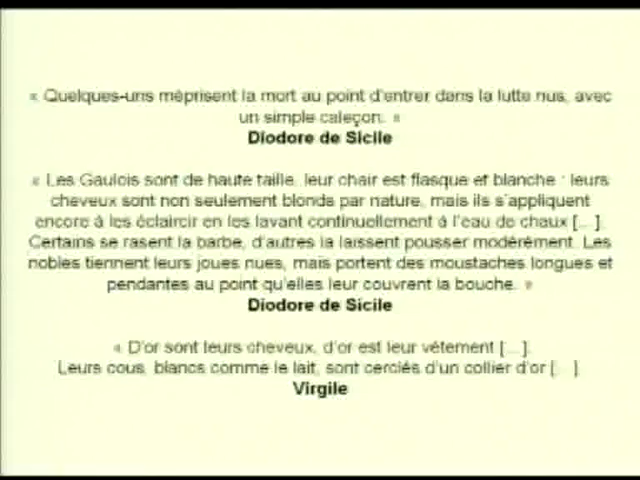 « Quelques-uns méprisent la mort au point d'entrer dans la lutte nus, avec
un simple caleçon. »
Diodore de Sicile
« Les Gaulois sont de haute taille, leur chair est flasque et blanche : leurs
cheveux sont non seulement blonds par nature, mais ils s'appliquent
encore à les éclaircir en les lavant continuellement à l'eau de chaux [...].
Certains se rasent la barbe, d'autres la laissent pousser modérément. Les
nobles tiennent leurs joues nues, mais portent des moustaches longues et
pendantes au point qu'elles leur couvrent la bouche. »
Diodore de Sicile
« D'or sont leurs cheveux, d'or est leur vêtement [...].
Leurs cous, blancs comme le lait, sont cerclés d'un collier d'or [...].
Virgile